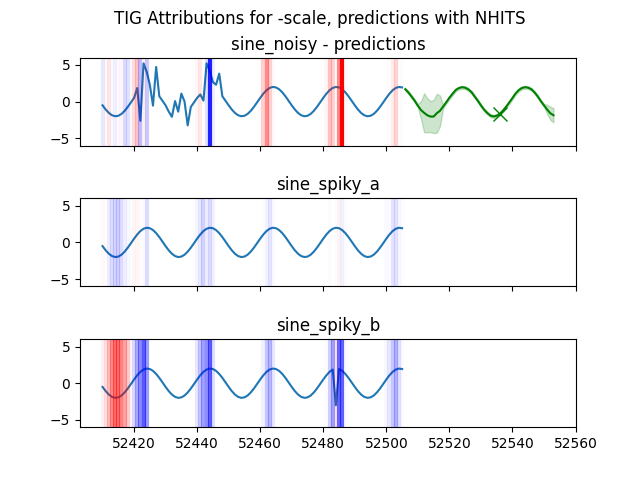 TIG Attributions for -scale, predictions with NHITS
sine_noisy - predictions
5
0
−5
sine_spiky_a
5
0
−5
sine_spiky_b
5
0
−5
52420 52440 52460 52480 52500 52520 52540 52560